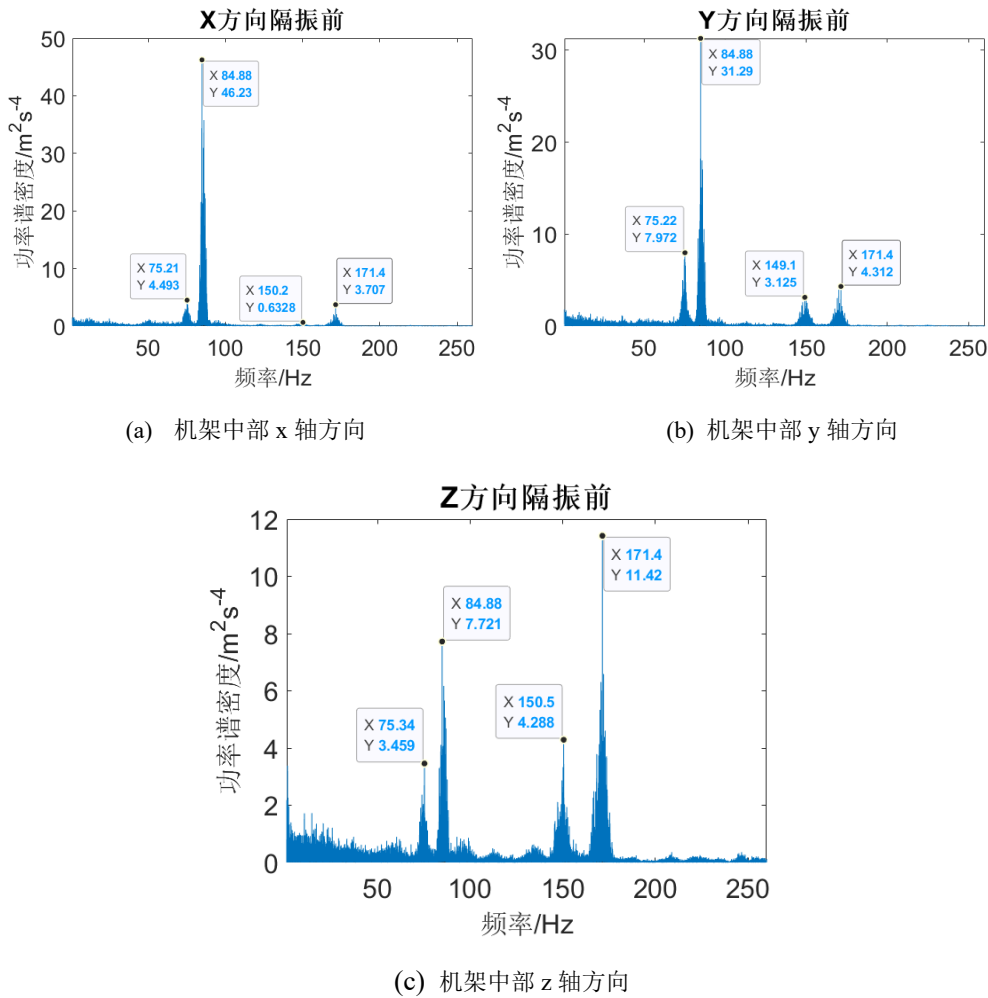 X方向隔振前
功率谱密度/m²s⁻⁴
50
40
30
20
10
0
X 84.88
Y 46.23
X 75.21
Y 4.493
X 150.2
Y 0.6328
X 171.4
Y 3.707
50 100 150 200 250
频率/Hz
(a) 机架中部 x 轴方向
Y方向隔振前
功率谱密度/m²s⁻⁴
30
20
10
0
X 84.88
Y 31.29
X 75.22
Y 7.972
X 149.1
Y 3.125
X 171.4
Y 4.312
50 100 150 200 250
频率/Hz
(b) 机架中部 y 轴方向
Z方向隔振前
功率谱密度/m²s⁻⁴
12
10
8
6
4
2
0
X 171.4
Y 11.42
X 84.88
Y 7.721
X 75.34
Y 3.459
X 150.5
Y 4.288
50 100 150 200 250
频率/Hz
(c) 机架中部 z 轴方向